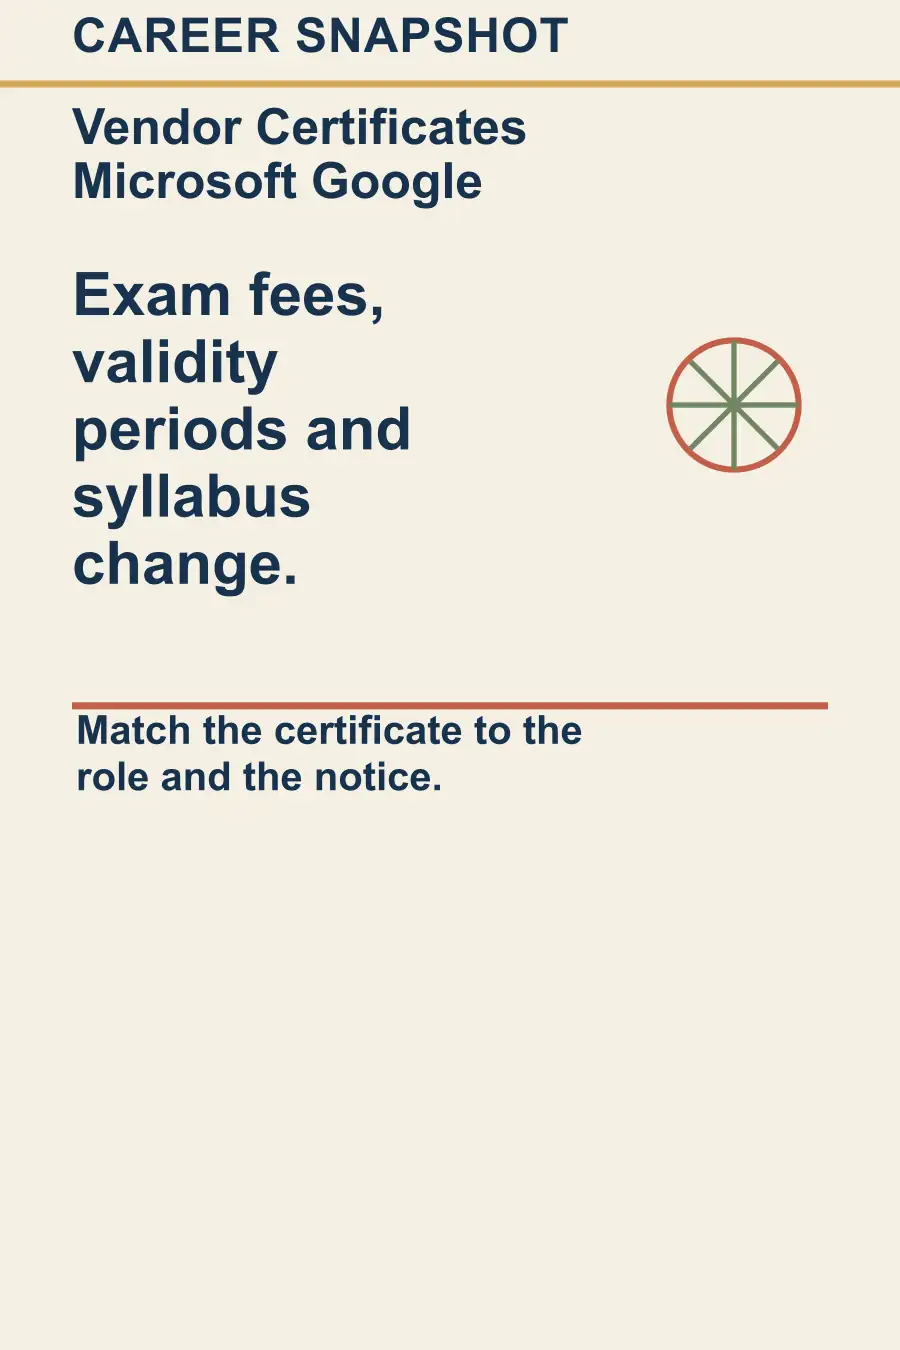 CAREER SNAPSHOT
Vendor Certificates
Microsoft Google
Exam fees,
validity
periods and
syllabus
change.
Match the certificate to the
role and the notice.